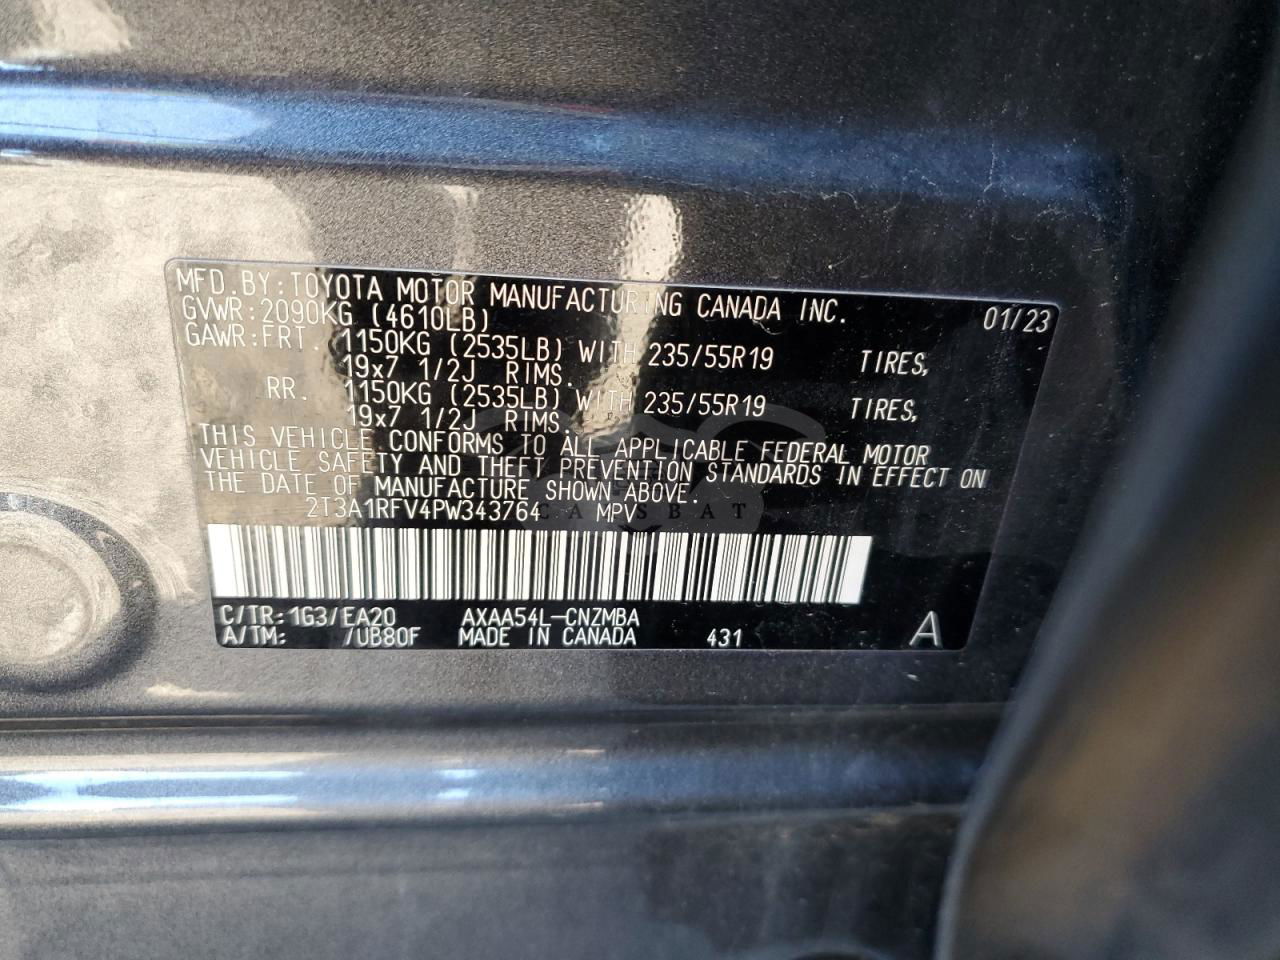 MFD.BY:TOYOTA MOTOR MANUFACTURING CANADA INC. 01/23
GVWR:2090KG (4610LB)
GAWR:FRT. 1150KG (2535LB) WITH 235/55R19 TIRES,
19x7 1/2J RIMS.
RR. 1150KG (2535LB) WITH 235/55R19 TIRES,
19x7 1/2J RIMS.
THIS VEHICLE CONFORMS TO ALL APPLICABLE FEDERAL MOTOR
VEHICLE SAFETY AND THEFT PREVENTION STANDARDS IN EFFECT ON
THE DATE OF MANUFACTURE SHOWN ABOVE.
2T3A1RFV4PW343764 MPV
CARSBAT
C/TR:1G3/EA20 AXAA54L-CNZMBA
A/TM: /UB80F MADE IN CANADA 431 A